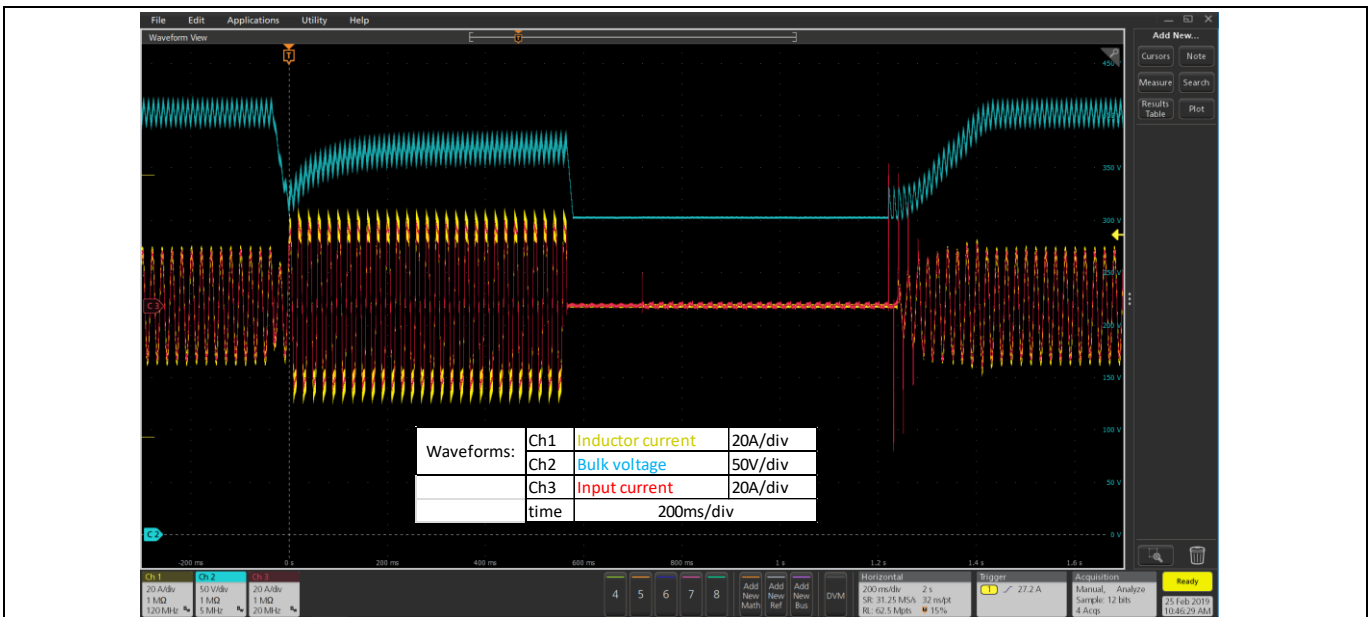 File Edit Applications Utility Help
Waveform View
Add New...
Cursors Note
Measure Search
Results Table Plot
T
T
450 V
350 V
300 V
250 V
200 V
150 V
100 V
50 V
0 V
C 3
C 2
Waveforms: Ch1 Inductor current 20A/div
Ch2 Bulk voltage 50V/div
Ch3 Input current 20A/div
time 200ms/div
-200 ms 0 s 200 ms 400 ms 600 ms 800 ms 1 s 1.2 s 1.4 s 1.6 s
Ch 1 Ch 2 Ch 3
20 A/div 50 V/div 20 A/div
1 MΩ 1 MΩ 1 MΩ
120 MHz 5 MHz 20 MHz
4 5 6 7 8
Add New Math
Add New Ref
Add New Bus
DVM
Horizontal
200 ms/div 2 s
SR: 31.25 MS/s 32 ns/pt
RL: 62.5 Mpts 15%
Trigger
1 27.2 A
Acquisition
Manual, Analyze
Sample: 12 bits
4 Acqs
Ready
25 Feb 2019
10:46:29 AM